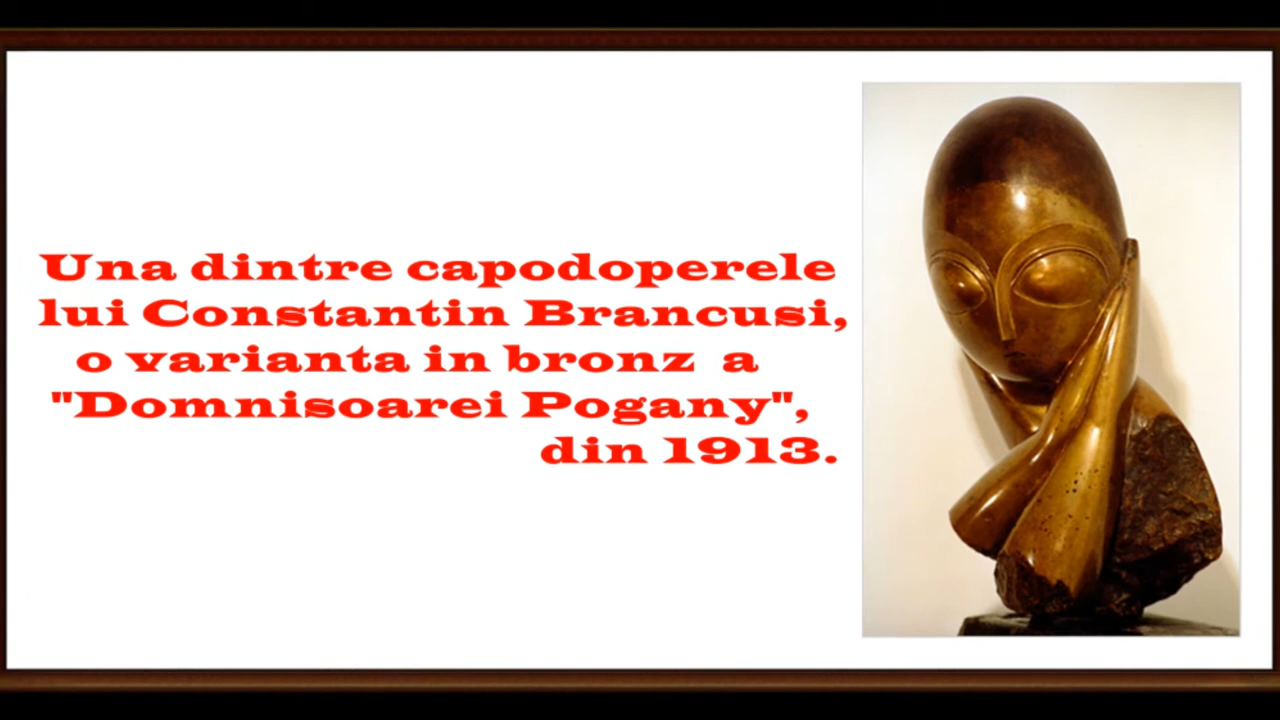 Una dintre capodoperele
lui Constantin Brancusi,
o varianta in bronz a
"Domnisoarei Pogany",
din 1913.